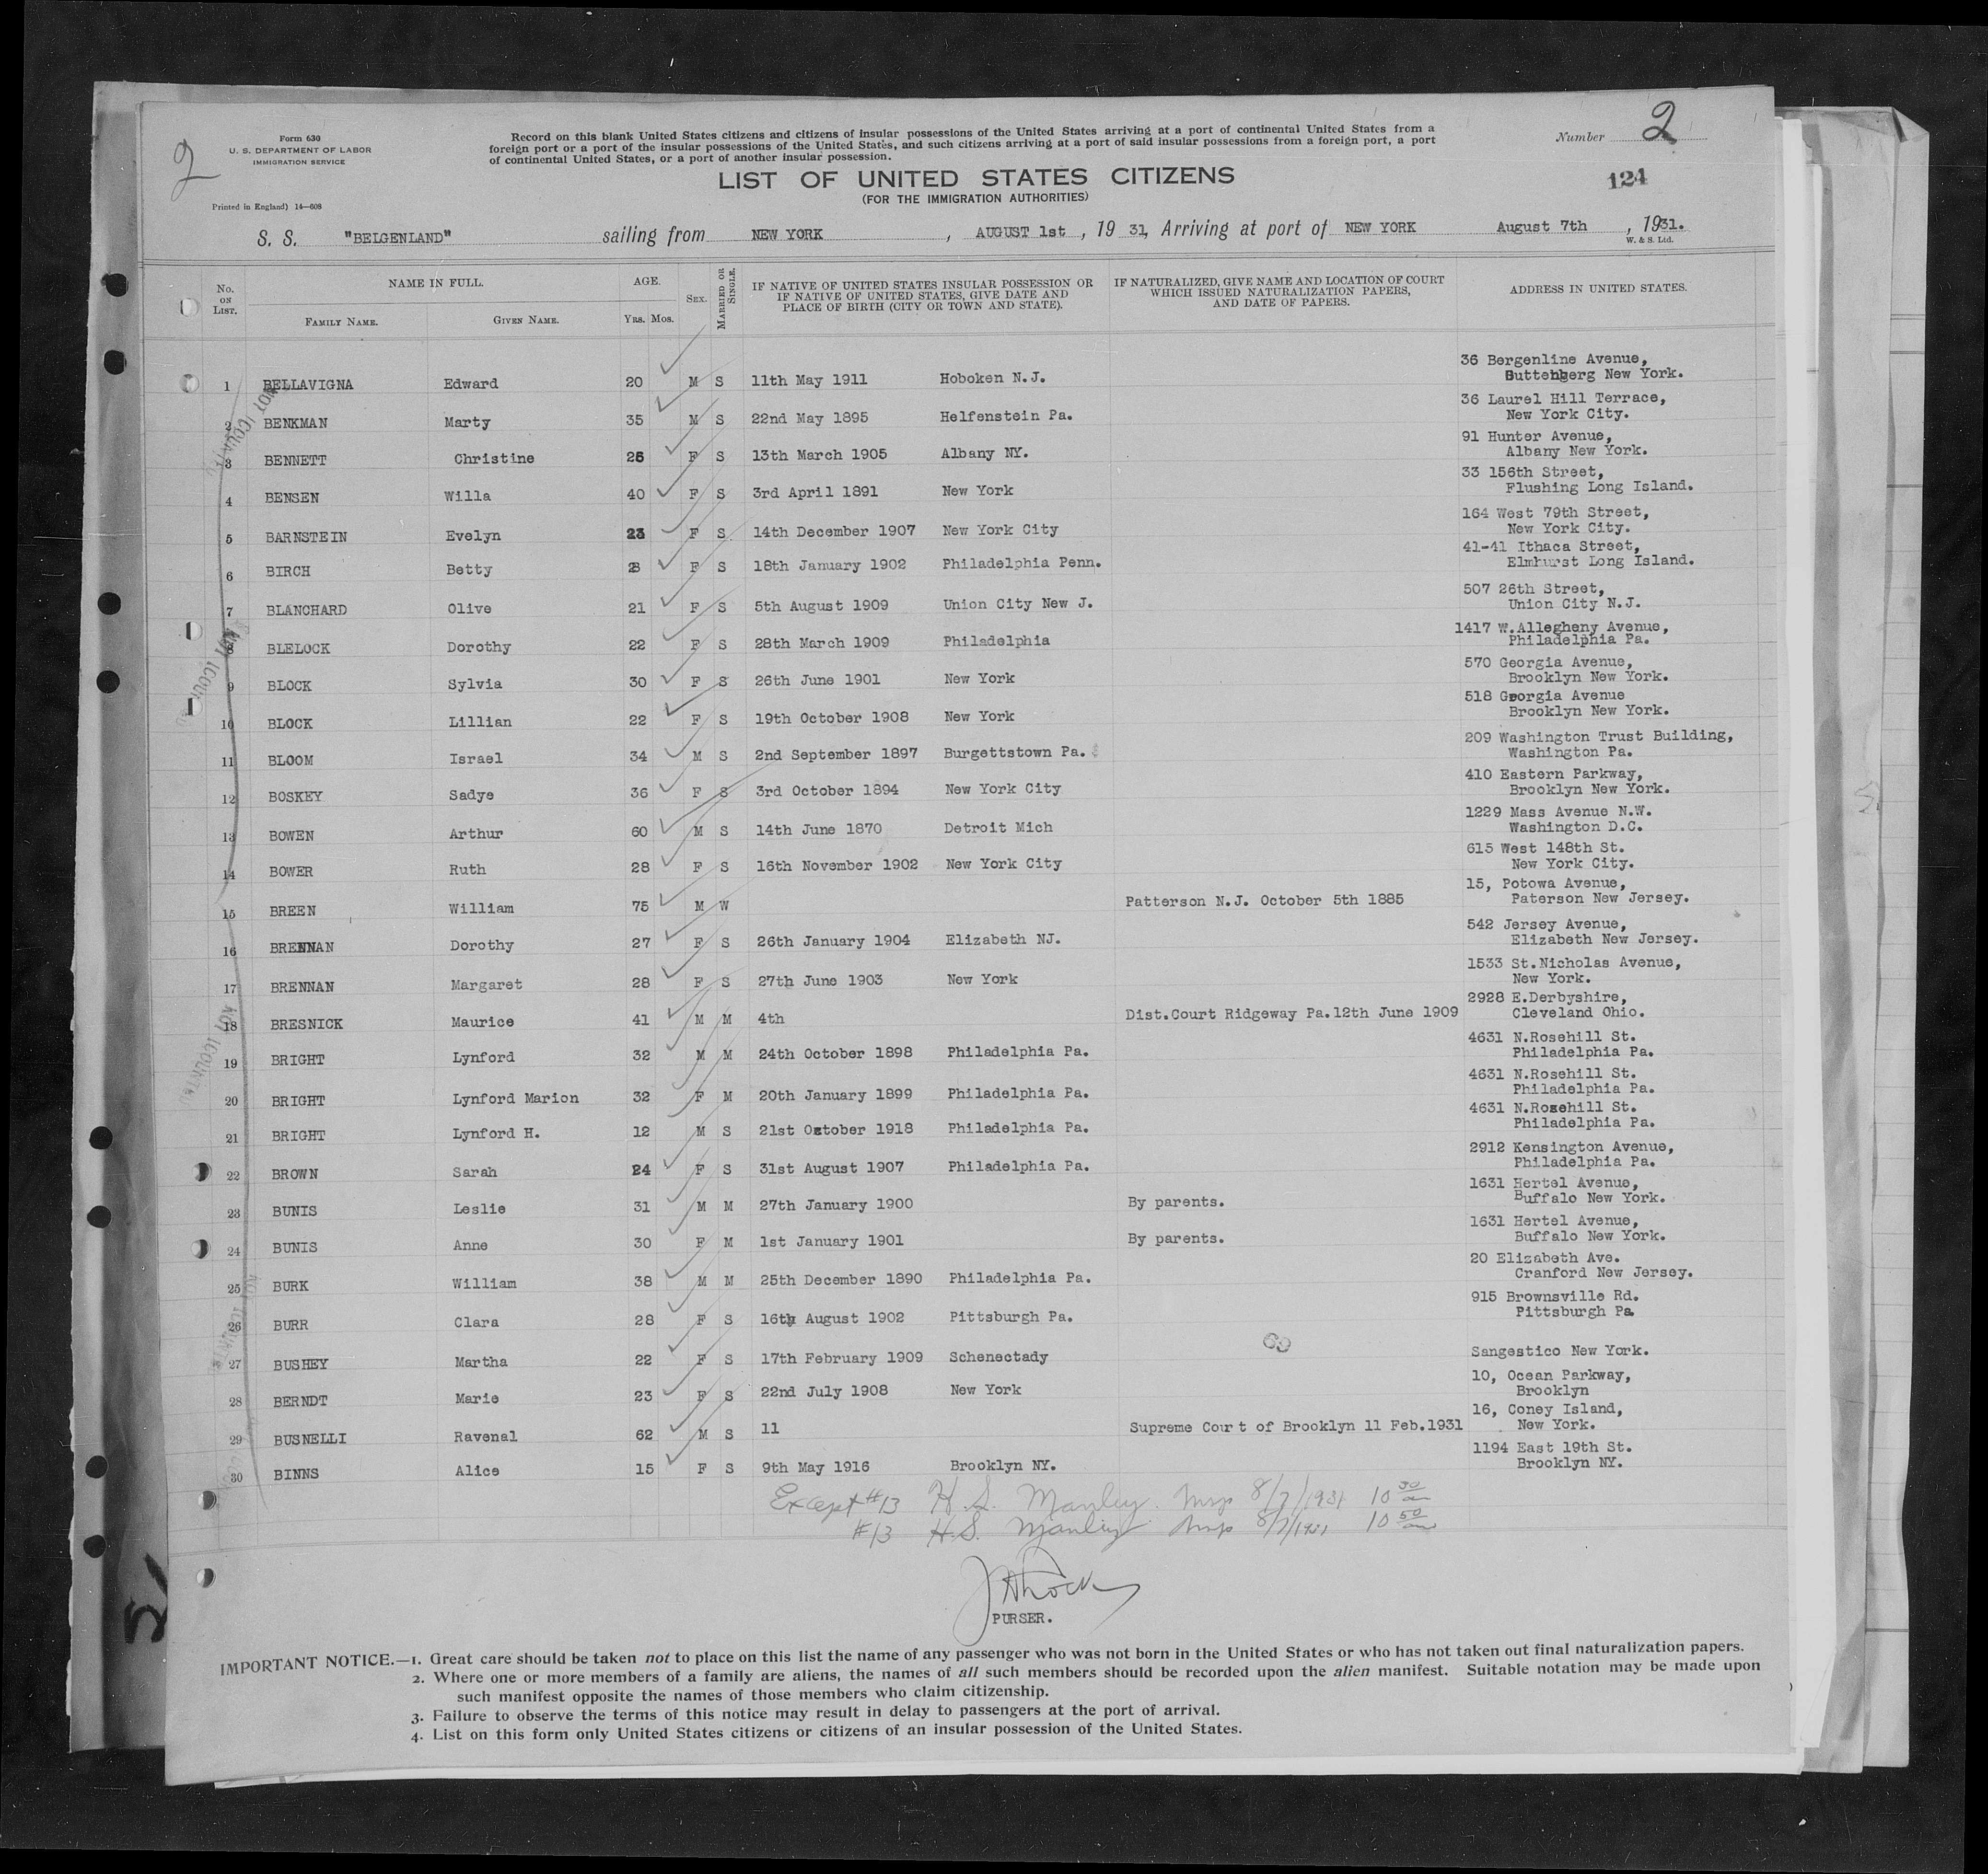 2
Form 630
U. S. DEPARTMENT OF LABOR
IMMIGRATION SERVICE
Printed in England) 14—608
Record on this blank United States citizens and citizens of insular possessions of the United States arriving at a port of continental United States from a
foreign port or a port of the insular possessions of the United States, and such citizens arriving at a port of said insular possessions from a foreign port, a port
of continental United States, or a port of another insular possession.
Number 2
124
LIST OF UNITED STATES CITIZENS
(FOR THE IMMIGRATION AUTHORITIES)
S. S. "BELGENLAND" sailing from NEW YORK , AUGUST 1st , 19 31, Arriving at port of NEW YORK August 7th , 1931.
W. & S. Ltd.
No. ON LIST. NAME IN FULL. FAMILY NAME. GIVEN NAME. AGE. YRS. MOS. SEX. MARRIED OR SINGLE. IF NATIVE OF UNITED STATES INSULAR POSSESSION OR IF NATIVE OF UNITED STATES, GIVE DATE AND PLACE OF BIRTH (CITY OR TOWN AND STATE). IF NATURALIZED, GIVE NAME AND LOCATION OF COURT WHICH ISSUED NATURALIZATION PAPERS, AND DATE OF PAPERS. ADDRESS IN UNITED STATES.
1 BELLAVIGNA Edward 20 M S 11th May 1911 Hoboken N.J. 36 Bergenline Avenue,
Guttenberg New York.
2 BENKMAN Marty 35 M S 22nd May 1895 Helfenstein Pa. 36 Laurel Hill Terrace,
New York City.
3 BENNETT Christine 26 F S 13th March 1905 Albany NY. 91 Hunter Avenue,
Albany New York.
4 BENSEN Willa 40 F S 3rd April 1891 New York 33 156th Street,
Flushing Long Island.
5 BARNSTEIN Evelyn 23 F S 14th December 1907 New York City 164 West 79th Street,
New York City.
6 BIRCH Betty F S 18th January 1902 Philadelphia Penn. 41-41 Ithaca Street,
Elmhurst Long Island.
7 BLANCHARD Olive 21 F S 5th August 1909 Union City New J. 507 26th Street,
Union City N.J.
8 BLELOCK Dorothy 22 F S 28th March 1909 Philadelphia 1417 W.Allegheny Avenue,
Philadelphia Pa.
9 BLOCK Sylvia 30 F S 26th June 1901 New York 570 Georgia Avenue,
Brooklyn New York.
10 BLOCK Lillian 22 F S 19th October 1908 New York 518 Georgia Avenue
Brooklyn New York.
11 BLOOM Israel 34 M S 2nd September 1897 Burgettstown Pa. 209 Washington Trust Building,
Washington Pa.
12 BOSKEY Sadye 36 F S 3rd October 1894 New York City 410 Eastern Parkway,
Brooklyn New York.
13 BOWEN Arthur 60 M S 14th June 1870 Detroit Mich 1229 Mass Avenue N.W.
Washington D.C.
14 BOWER Ruth 28 F S 16th November 1902 New York City 615 West 148th St.
New York City.
15 BREEN William 75 M W Patterson N.J. October 5th 1885 15, Potowa Avenue,
Paterson New Jersey.
16 BRENNAN Dorothy 27 F S 26th January 1904 Elizabeth NJ. 542 Jersey Avenue,
Elizabeth New Jersey.
17 BRENNAN Margaret 28 F S 27th June 1903 New York 1533 St.Nicholas Avenue,
New York.
18 BRESNICK Maurice 41 M M 4th Dist.Court Ridgeway Pa.12th June 1909 2928 E.Derbyshire,
Cleveland Ohio.
19 BRIGHT Lynford 32 M M 24th October 1898 Philadelphia Pa. 4631 N.Rosehill St.
Philadelphia Pa.
20 BRIGHT Lynford Marion 32 F M 20th January 1899 Philadelphia Pa. 4631 N.Rosehill St.
Philadelphia Pa.
21 BRIGHT Lynford H. 12 M S 21st October 1918 Philadelphia Pa. 4631 N.Rosehill St.
Philadelphia Pa.
22 BROWN Sarah 24 F S 31st August 1907 Philadelphia Pa. 2912 Kensington Avenue,
Philadelphia Pa.
23 BUNIS Leslie 31 M M 27th January 1900 By parents. 1631 Hertel Avenue,
Buffalo New York.
24 BUNIS Anne 30 F M 1st January 1901 By parents. 1631 Hertel Avenue,
Buffalo New York.
25 BURK William 38 M M 25th December 1890 Philadelphia Pa. 20 Elizabeth Ave.
Cranford New Jersey.
26 BURR Clara 28 F S 16th August 1902 Pittsburgh Pa. 915 Brownsville Rd.
Pittsburgh Pa
27 BUSHEY Martha 22 F S 17th February 1909 Schenectady Sangestico New York.
28 BERNDT Marie 23 F S 22nd July 1908 New York 10, Ocean Parkway,
Brooklyn
29 BUSNELLI Ravenal 62 M S 11 Supreme Court of Brooklyn 11 Feb.1931 16, Coney Island,
New York.
30 BINNS Alice 15 F S 9th May 1916 Brooklyn NY. 1194 East 19th St.
Brooklyn NY.
Except #13 H.S. Manley 8/7/1931 10 30
#13 H.S. Manley 8/7/1931 10 50
PURSER.
IMPORTANT NOTICE.—1. Great care should be taken not to place on this list the name of any passenger who was not born in the United States or who has not taken out final naturalization papers.
2. Where one or more members of a family are aliens, the names of all such members should be recorded upon the alien manifest. Suitable notation may be made upon
such manifest opposite the names of those members who claim citizenship.
3. Failure to observe the terms of this notice may result in delay to passengers at the port of arrival.
4. List on this form only United States citizens or citizens of an insular possession of the United States.